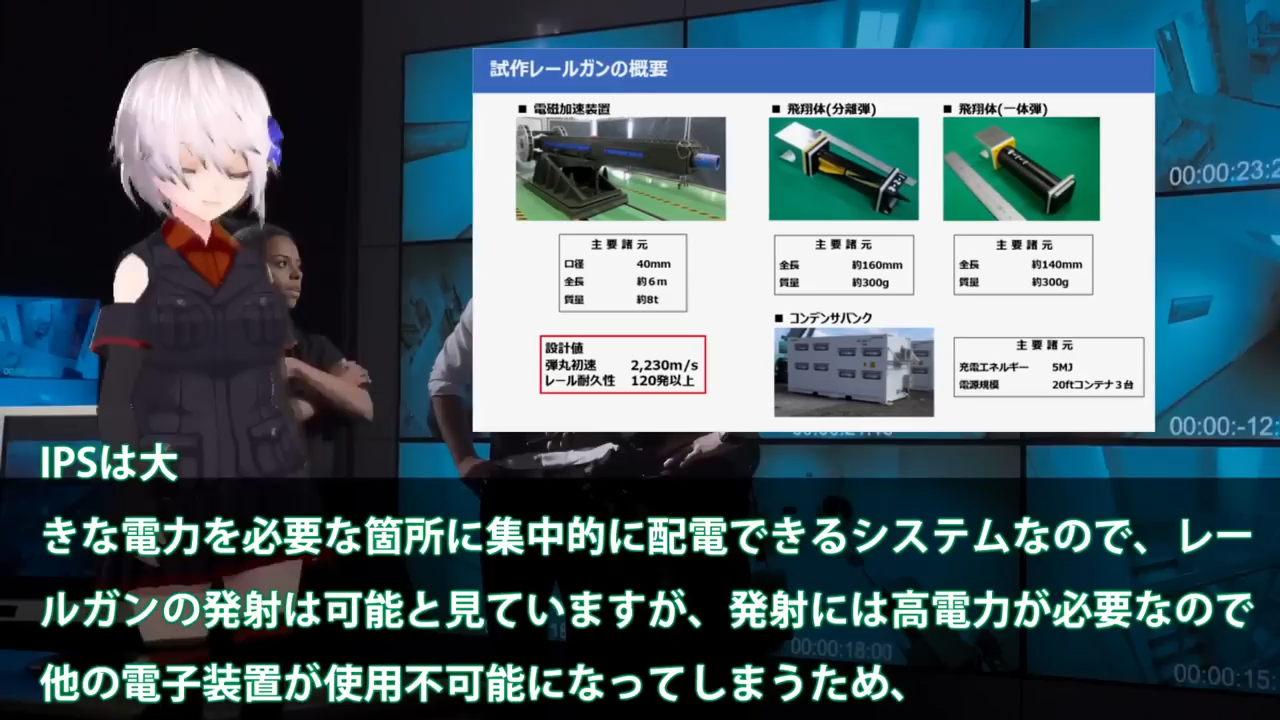 試作レールガンの概要
■ 電磁加速装置
■ 飛翔体(分離弾)
■ 飛翔体(一体弾)
主要諸元
口径 40mm
全長 約6m
質量 約8t
主要諸元
全長 約160mm
質量 約300g
主要諸元
全長 約140mm
質量 約300g
設計値
弾丸初速 2,230m/s
レール耐久性 120発以上
■ コンデンサバンク
主要諸元
充電エネルギー 5MJ
電源規模 20ftコンテナ3台
00:00:23:2
00:00:-12:
00:00:18:00
00:00:15:
IPSは大
きな電力を必要な箇所に集中的に配電できるシステムなので、レー
ルガンの発射は可能と見ていますが、発射には高電力が必要なので
他の電子装置が使用不可能になってしまうため、